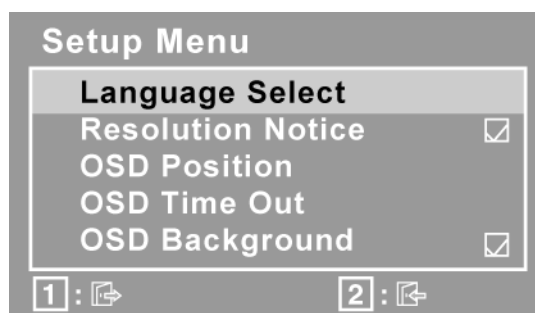 Setup Menu
Language Select
Resolution Notice
OSD Position
OSD Time Out
OSD Background
1 : 2 :